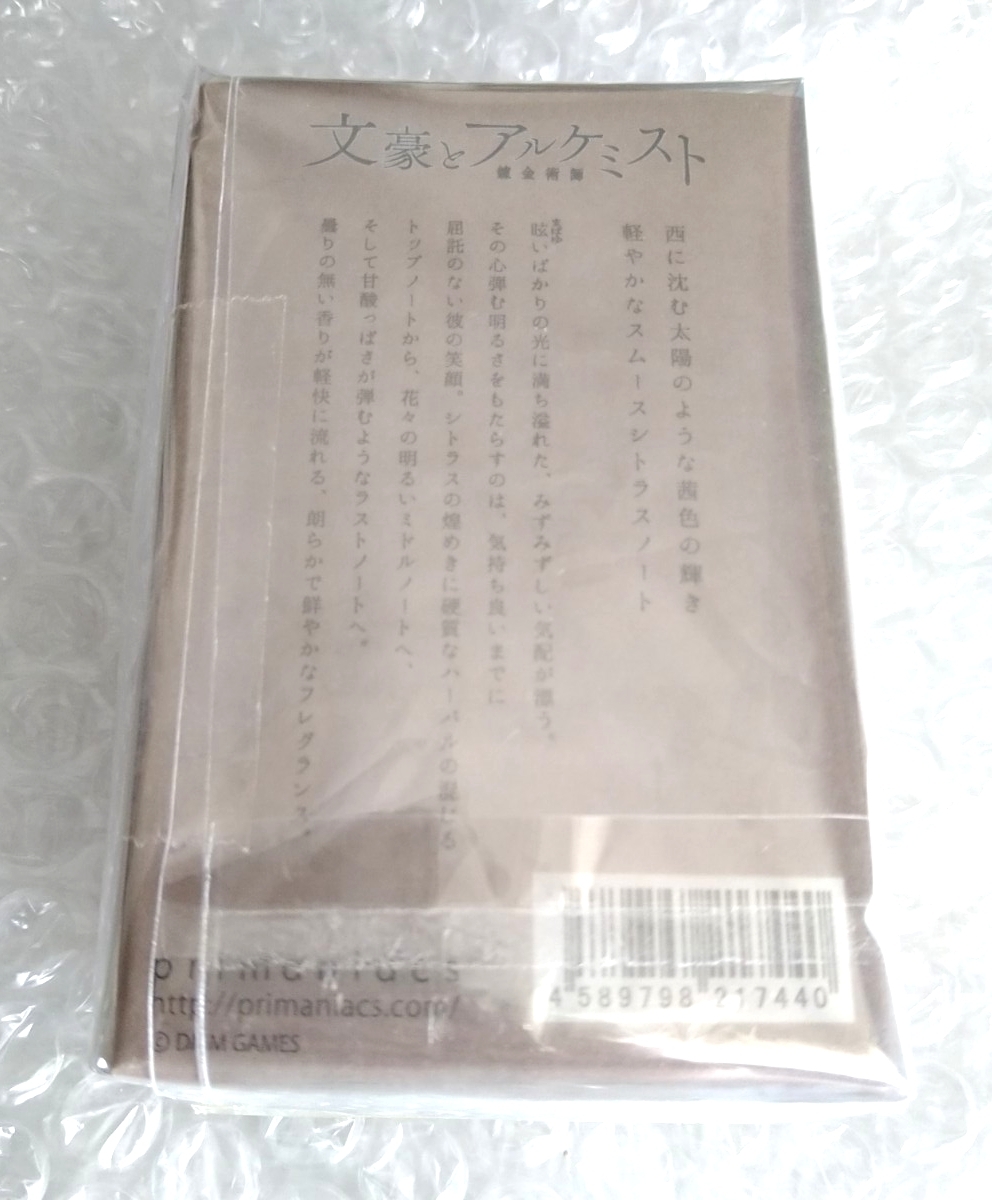 文豪とアルケミスト
錬金術師
西に沈む太陽のような茜色の輝き
軽やかなスムースシトラスノート
まばゆ
眩いばかりの光に満ち溢れた、みずみずしい気配が漂う。
その心弾む明るさをもたらすのは、気持ち良いまでに
屈託のない彼の笑顔。シトラスの煌めきに硬質なハーバルの混じる
トップノートから、花々の明るいミドルノートへ、
そして甘酸っぱさが弾むようなラストノートへ。
曇りの無い香りが軽快に流れる、朗らかで鮮やかなフレグランス。
primaniacs
http://primaniacs.com/
© DMM GAMES
4 589798 217440